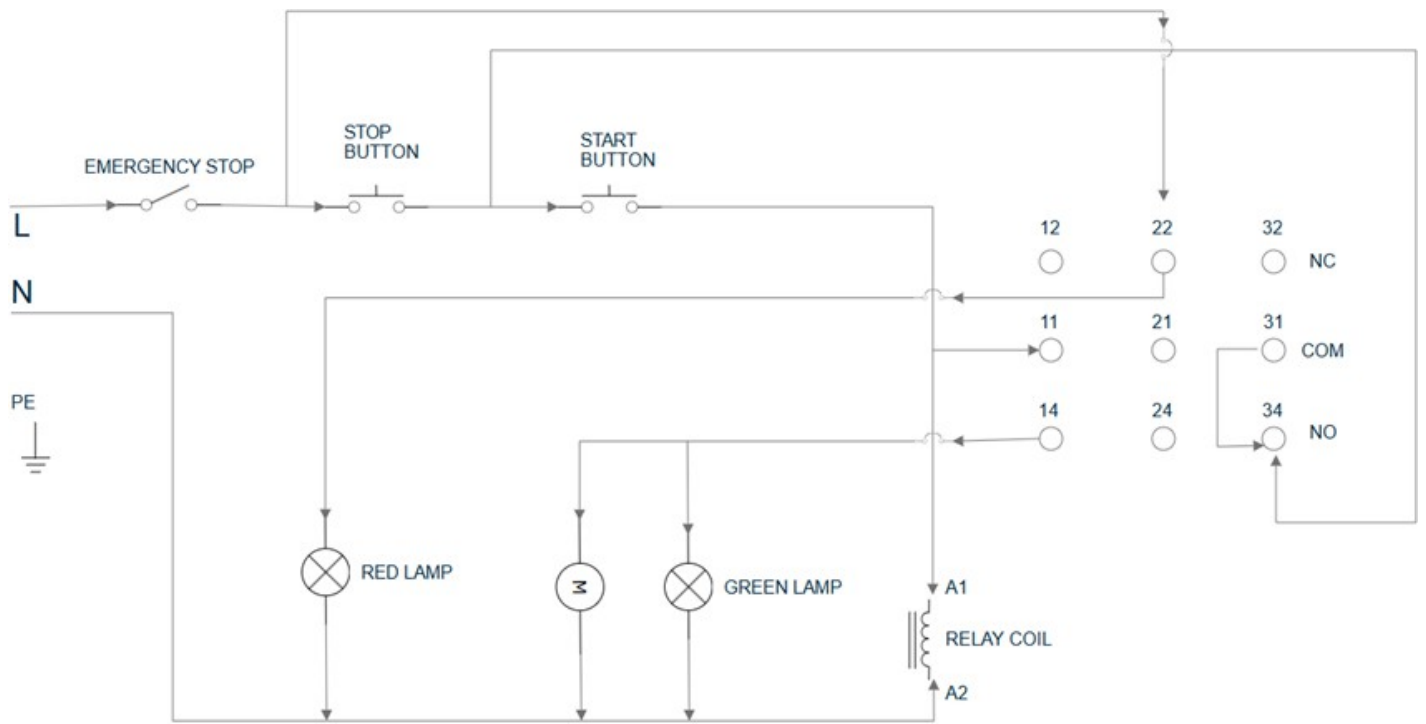 STOP
BUTTON
START
BUTTON
EMERGENCY STOP
L
12 22 32
NC
N
11 21 31
COM
PE
14 24 34
NO
RED LAMP
M
GREEN LAMP
A1
RELAY COIL
A2